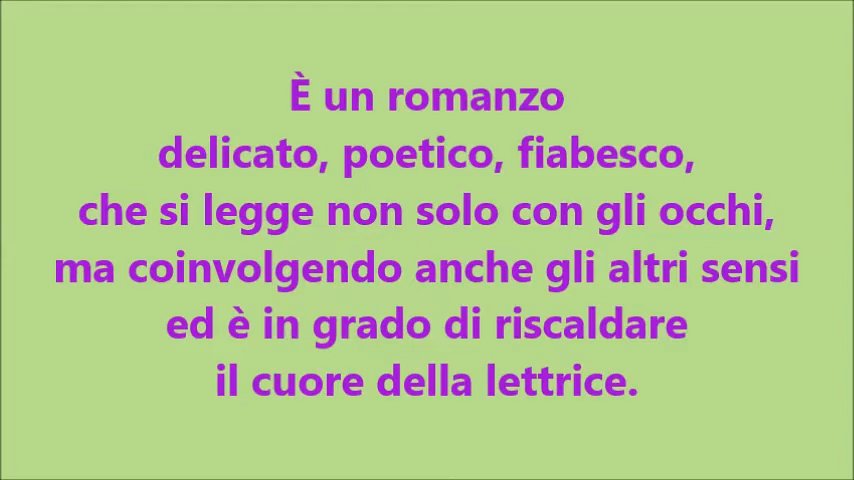 È un romanzo
delicato, poetico, fiabesco,
che si legge non solo con gli occhi,
ma coinvolgendo anche gli altri sensi
ed è in grado di riscaldare
il cuore della lettrice.